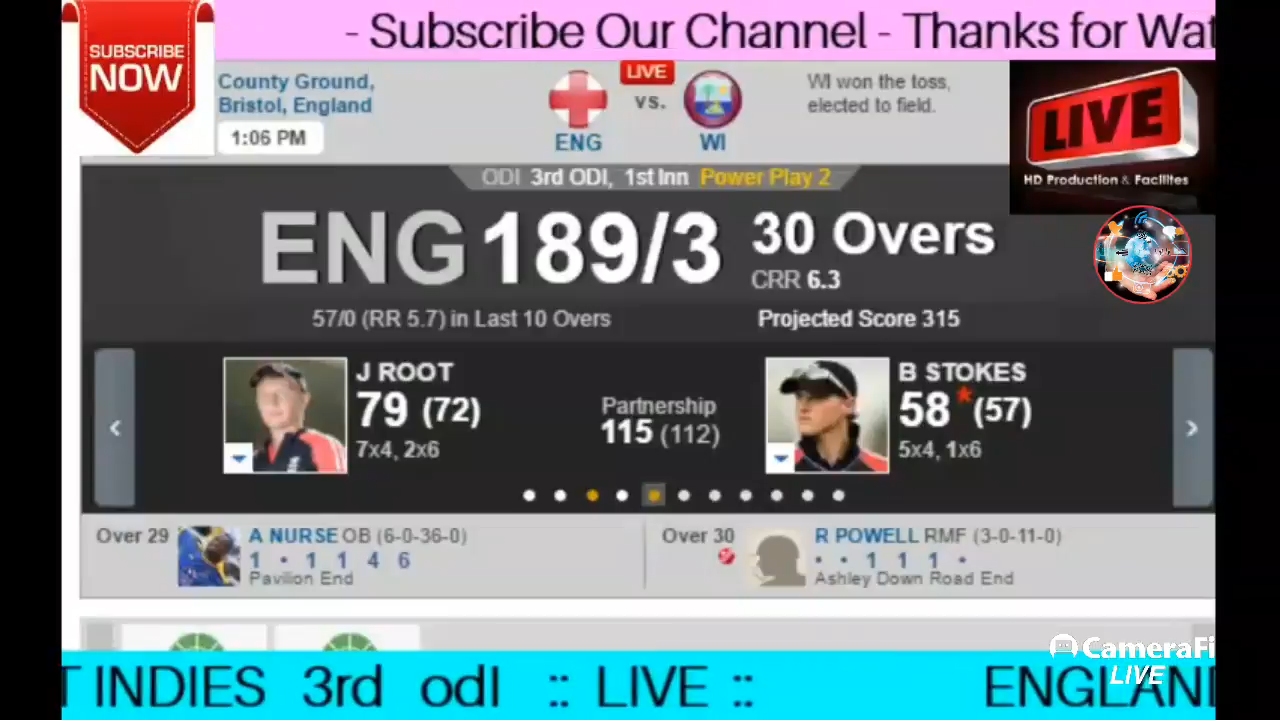 SUBSCRIBE
NOW
- Subscribe Our Channel - Thanks for Wat
County Ground,
Bristol, England
1:06 PM
LIVE
vs.
ENG
WI
WI won the toss,
elected to field.
LIVE
HD Production & Facilites
ODI 3rd ODI, 1st Inn Power Play 2
ENG 189/3
30 Overs
CRR 6.3
57/0 (RR 5.7) in Last 10 Overs
Projected Score 315
J ROOT
79 (72)
7x4, 2x6
Partnership
115 (112)
B STOKES
58* (57)
5x4, 1x6
Over 29
A NURSE OB (6-0-36-0)
1 • 1 1 4 6
Pavilion End
Over 30
R POWELL RMF (3-0-11-0)
• • 1 1 1 •
Ashley Down Road End
CameraFi
LIVE
T INDIES 3rd odI :: LIVE :: ENGLAN